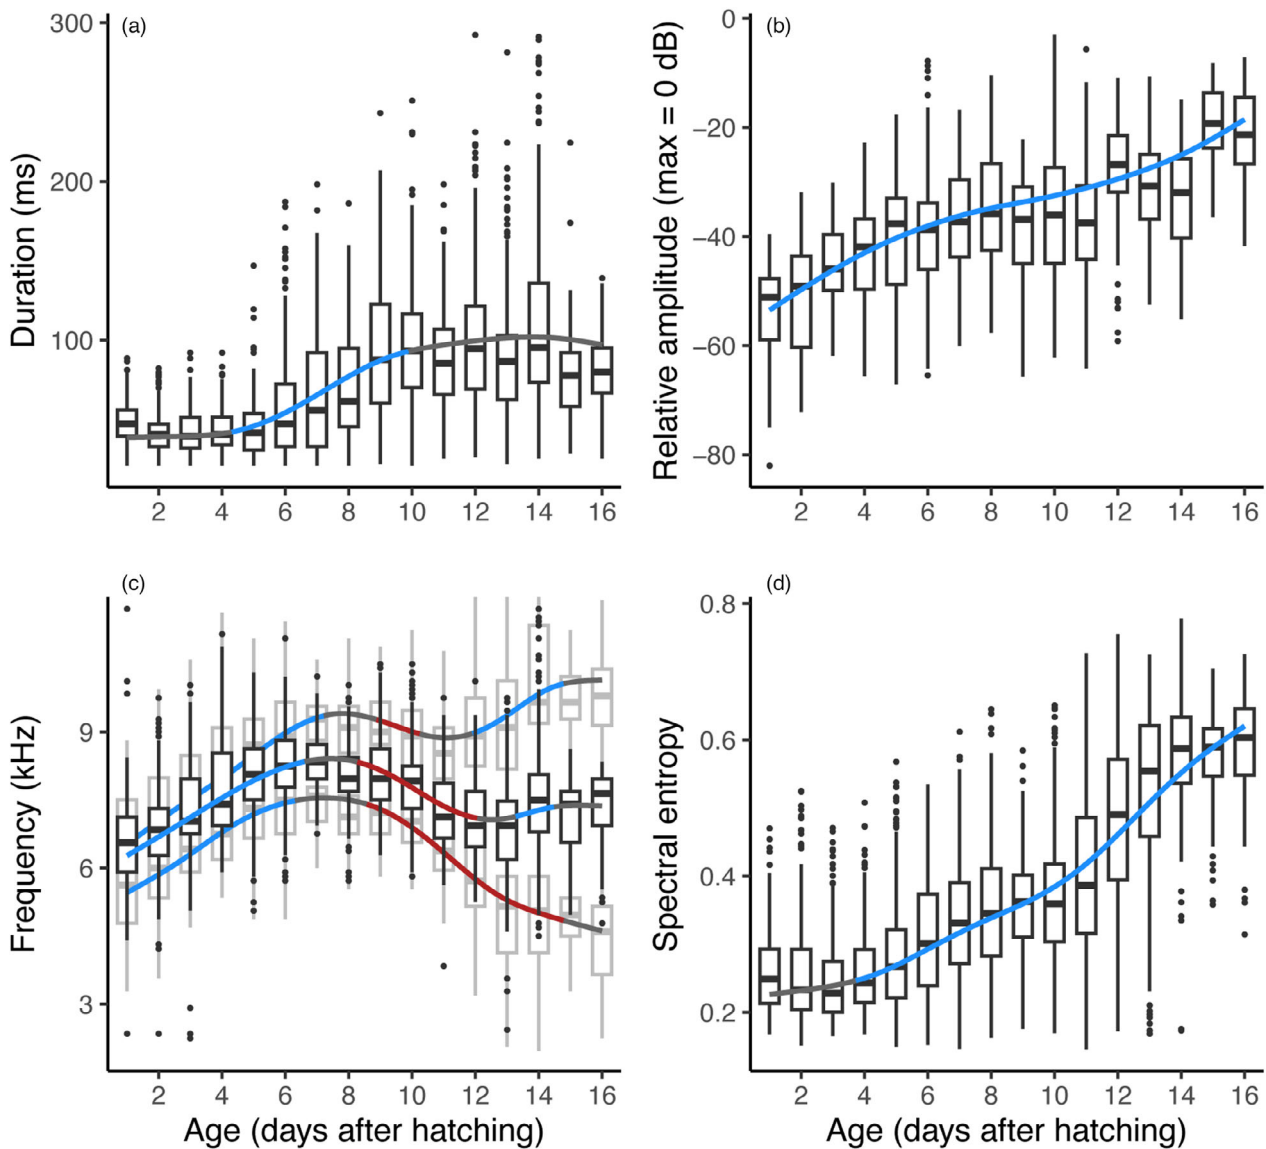 (a)
Duration (ms)
300
200
100
2 4 6 8 10 12 14 16
(b)
Relative amplitude (max = 0 dB)
0
−20
−40
−60
−80
2 4 6 8 10 12 14 16
(c)
Frequency (kHz)
9
6
3
2 4 6 8 10 12 14 16
Age (days after hatching)
(d)
Spectral entropy
0.8
0.6
0.4
0.2
2 4 6 8 10 12 14 16
Age (days after hatching)